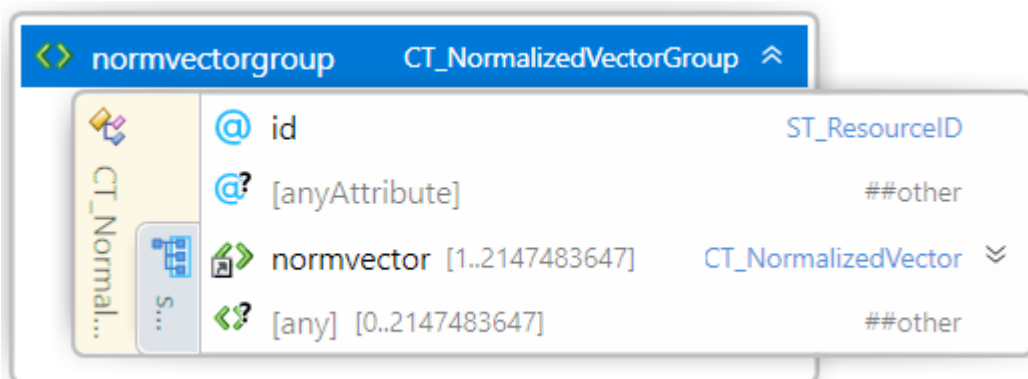 normvectorgroup CT_NormalizedVectorGroup
CT_Normal...
s...
id ST_ResourceID
[anyAttribute] ##other
normvector [1..2147483647] CT_NormalizedVector
[any] [0..2147483647] ##other